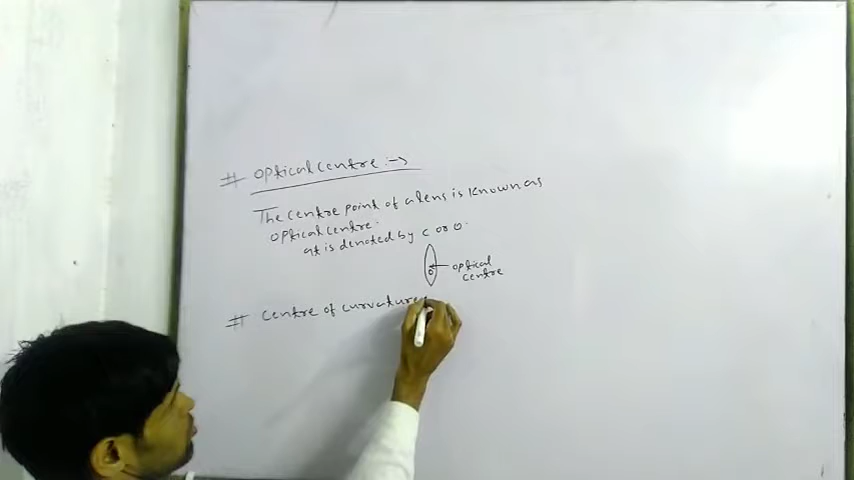 # Optical centre :->
The centre point of a lens is known as
optical centre.
at is denoted by C or O.
O
optical
centre
# Centre of curvature